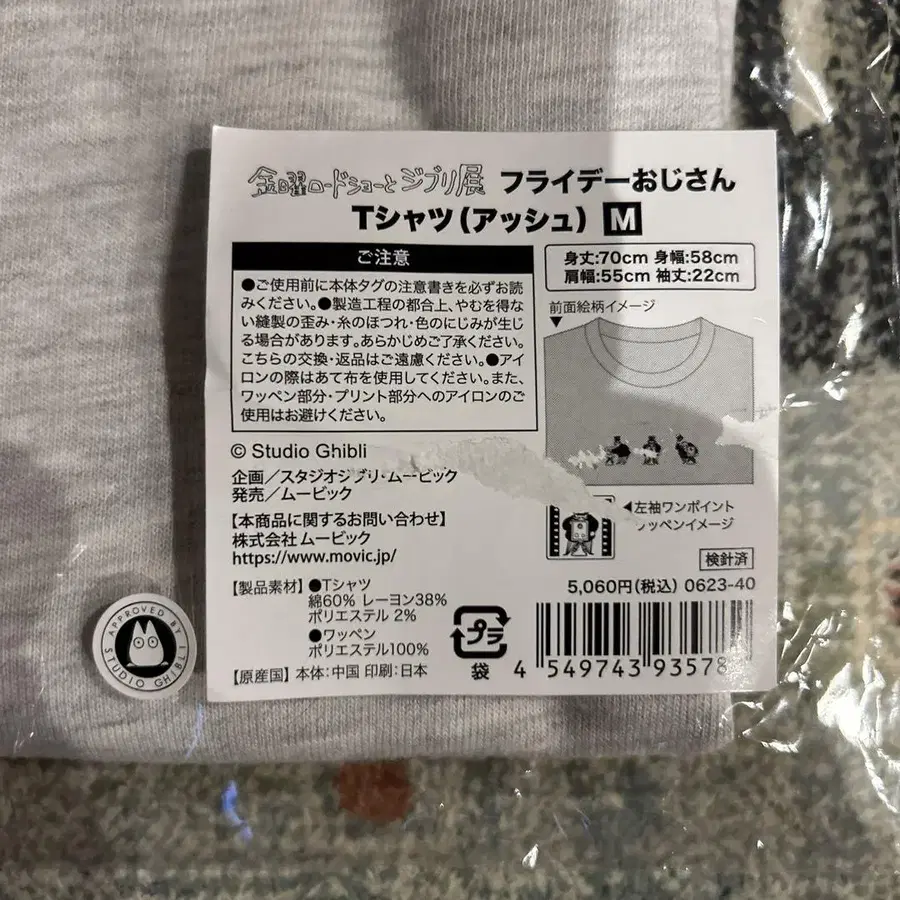 金曜ロードショーとジブリ展 フライデーおじさん
Tシャツ(アッシュ) M
ご注意
●ご使用前に本体タグの注意書きを必ずお読
みください。●製造工程の都合上、やむを得な
い縫製の歪み・糸のほつれ・色のにじみが生じ
る場合があります。あらかじめご了承ください。
こちらの交換・返品はご遠慮ください。●アイ
ロンの際はあて布を使用してください。また、
ワッペン部分・プリント部分へのアイロンのご
使用はお避けください。
身丈:70cm 身幅:58cm
肩幅:55cm 袖丈:22cm
前面絵柄イメージ
▼
© Studio Ghibli
企画/スタジオジブリ・ムービック
発売/ムービック
◀左袖ワンポイント
ワッペンイメージ
【本商品に関するお問い合わせ】
株式会社 ムービック
https://www.movic.jp/
検針済
5,060円(税込) 0623-40
【製品素材】●Tシャツ
綿60% レーヨン38%
ポリエステル 2%
●ワッペン
ポリエステル100%
【原産国】本体:中国 印刷:日本
プラ
袋
4 549743 93578
APPROVED BY
STUDIO GHIBLI